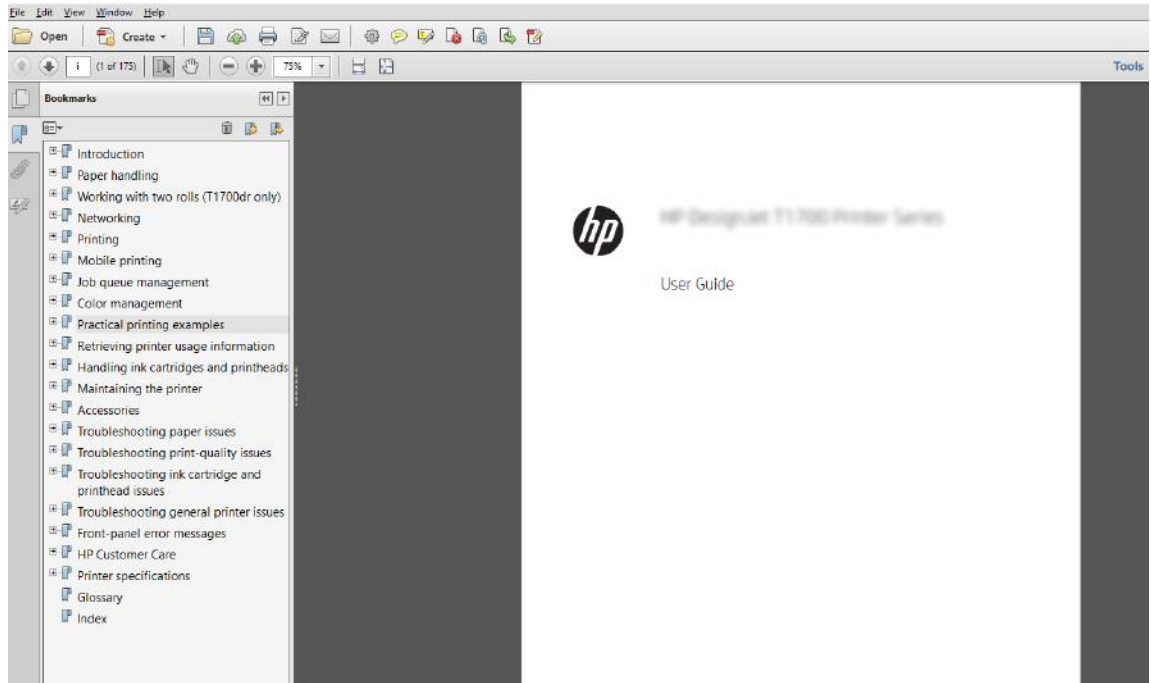 File Edit View Window Help
Open Create
i (1 of 175) 75% Tools
Bookmarks
Introduction
Paper handling
Working with two rolls (T1700dr only)
Networking
Printing
Mobile printing
Job queue management
Color management
Practical printing examples
Retrieving printer usage information
Handling ink cartridges and printheads
Maintaining the printer
Accessories
Troubleshooting paper issues
Troubleshooting print-quality issues
Troubleshooting ink cartridge and
printhead issues
Troubleshooting general printer issues
Front-panel error messages
HP Customer Care
Printer specifications
Glossary
Index
hp
User Guide